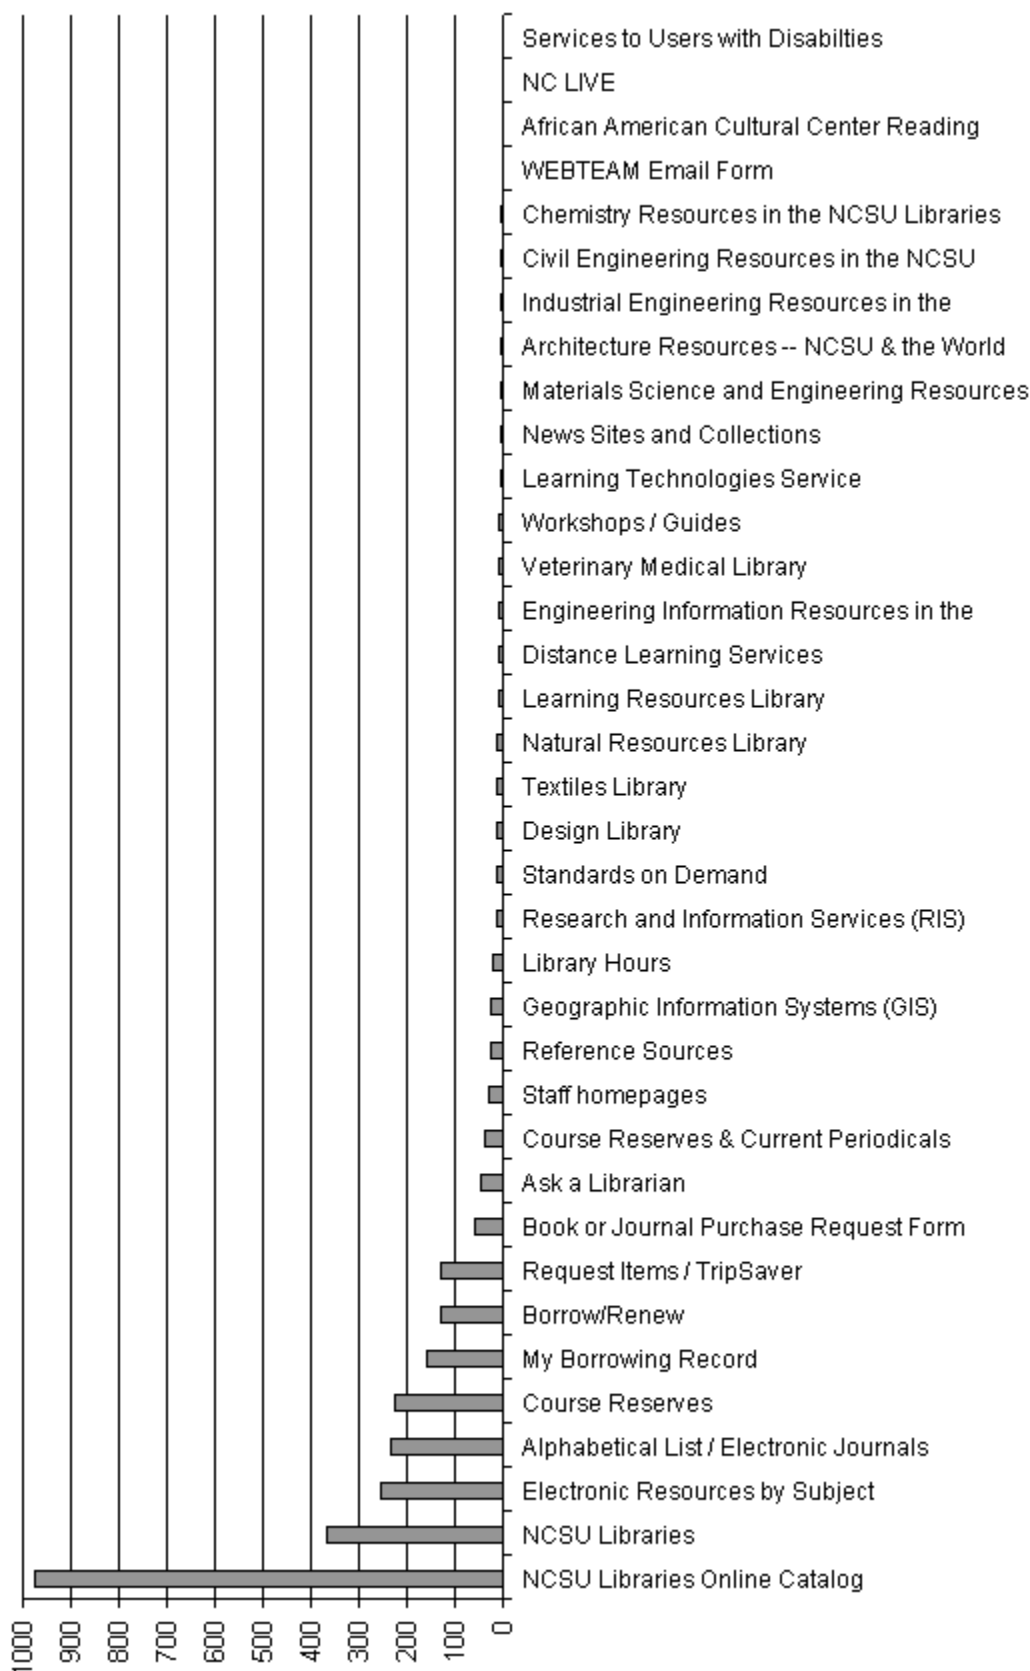 Services to Users with Disabilties
NC LIVE
African American Cultural Center Reading
WEBTEAM Email Form
Chemistry Resources in the NCSU Libraries
Civil Engineering Resources in the NCSU
Industrial Engineering Resources in the
Architecture Resources -- NCSU & the World
Materials Science and Engineering Resources
News Sites and Collections
Learning Technologies Service
Workshops / Guides
Veterinary Medical Library
Engineering Information Resources in the
Distance Learning Services
Learning Resources Library
Natural Resources Library
Textiles Library
Design Library
Standards on Demand
Research and Information Services (RIS)
Library Hours
Geographic Information Systems (GIS)
Reference Sources
Staff homepages
Course Reserves & Current Periodicals
Ask a Librarian
Book or Journal Purchase Request Form
Request Items / TripSaver
Borrow/Renew
My Borrowing Record
Course Reserves
Alphabetical List / Electronic Journals
Electronic Resources by Subject
NCSU Libraries
NCSU Libraries Online Catalog
1000
900
800
700
600
500
400
300
200
100
0